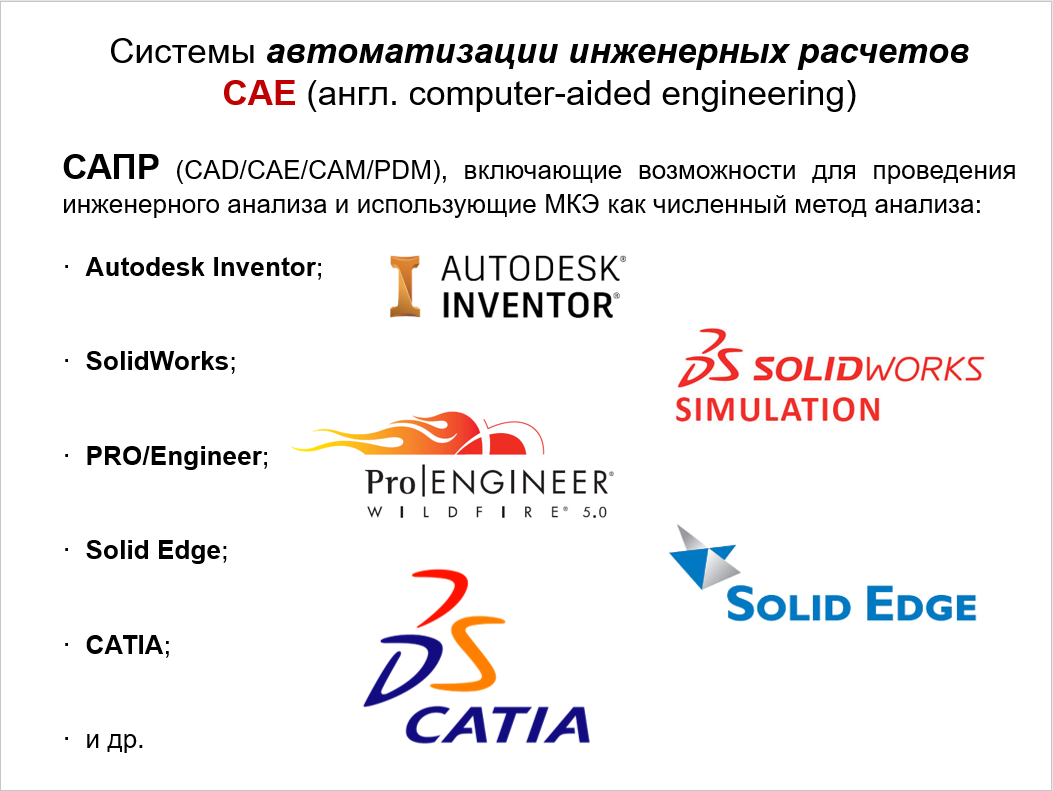 Системы автоматизации инженерных расчетов
CAE (англ. computer-aided engineering)
САПР (CAD/CAE/CAM/PDM), включающие возможности для проведения
инженерного анализа и использующие МКЭ как численный метод анализа:
· Autodesk Inventor;
AUTODESK®
INVENTOR®
· SolidWorks;
SOLIDWORKS
SIMULATION
· PRO/Engineer;
Pro|ENGINEER®
WILDFIRE® 5.0
· Solid Edge;
SOLID EDGE
· CATIA;
CATIA
· и др.